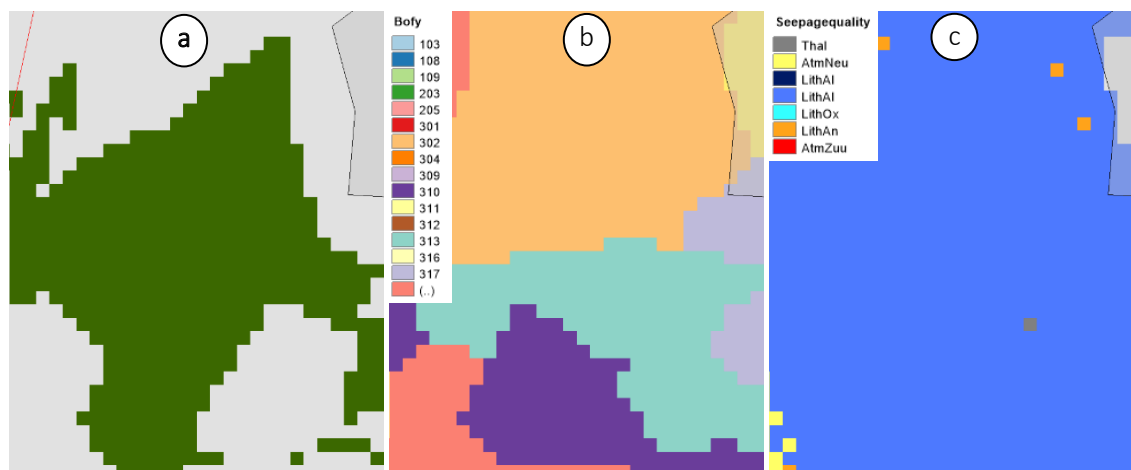 a
b
c
Bofy
103
108
109
203
205
301
302
304
309
310
311
312
313
316
317
(..)
Seepagequality
Thal
AtmNeu
LithAl
LithAl
LithOx
LithAn
AtmZuu